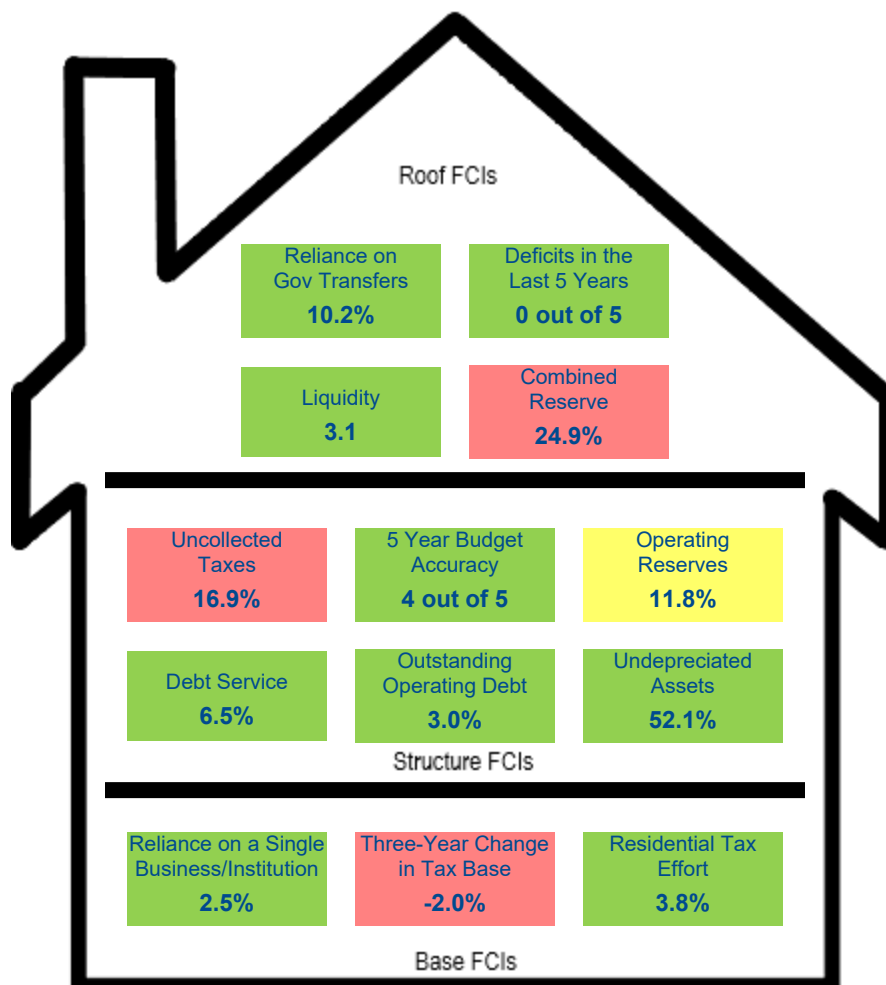 Roof FCIs
Reliance on
Gov Transfers
10.2%
Deficits in the
Last 5 Years
0 out of 5
Liquidity
3.1
Combined
Reserve
24.9%
Uncollected
Taxes
16.9%
5 Year Budget
Accuracy
4 out of 5
Operating
Reserves
11.8%
Debt Service
6.5%
Outstanding
Operating Debt
3.0%
Undepreciated
Assets
52.1%
Structure FCIs
Reliance on a Single
Business/Institution
2.5%
Three-Year Change
in Tax Base
-2.0%
Residential Tax
Effort
3.8%
Base FCIs